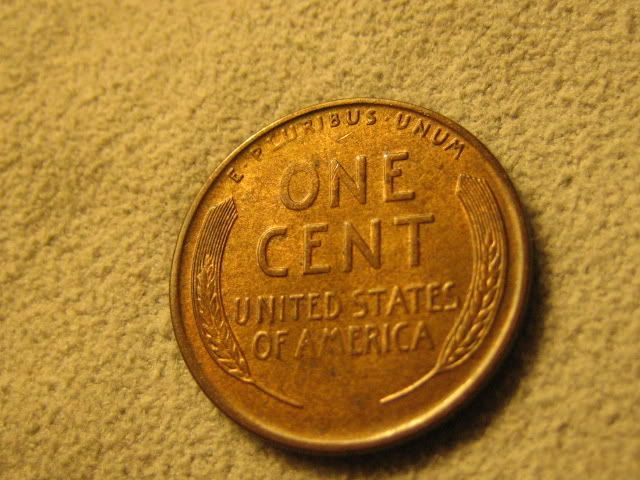 E·PLURIBUS·UNUM
ONE
CENT
UNITED STATES
OF AMERICA